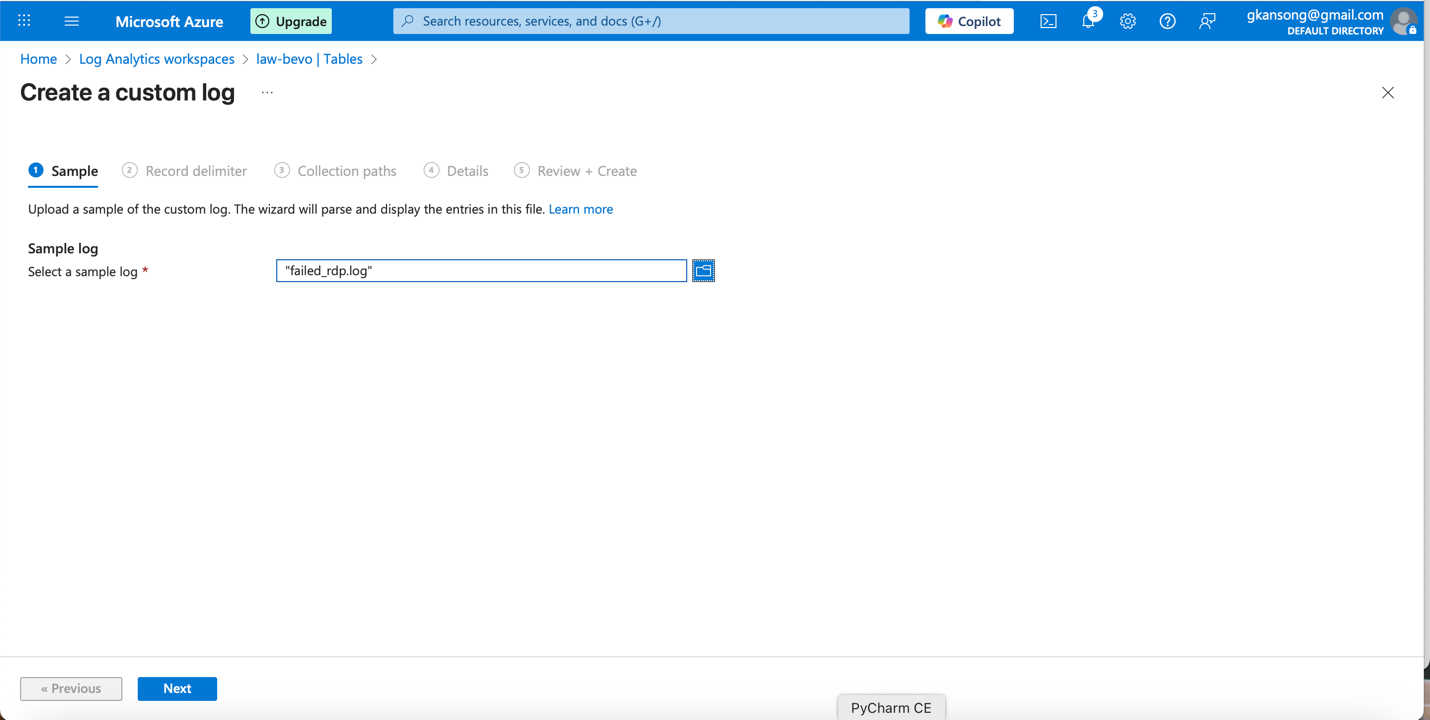 Microsoft Azure Upgrade Search resources, services, and docs (G+/) Copilot 3 gkansong@gmail.com
DEFAULT DIRECTORY
Home > Log Analytics workspaces > law-bevo | Tables >
Create a custom log ...
1 Sample 2 Record delimiter 3 Collection paths 4 Details 5 Review + Create
Upload a sample of the custom log. The wizard will parse and display the entries in this file. Learn more
Sample log
Select a sample log * "failed_rdp.log"
« Previous Next
PyCharm CE